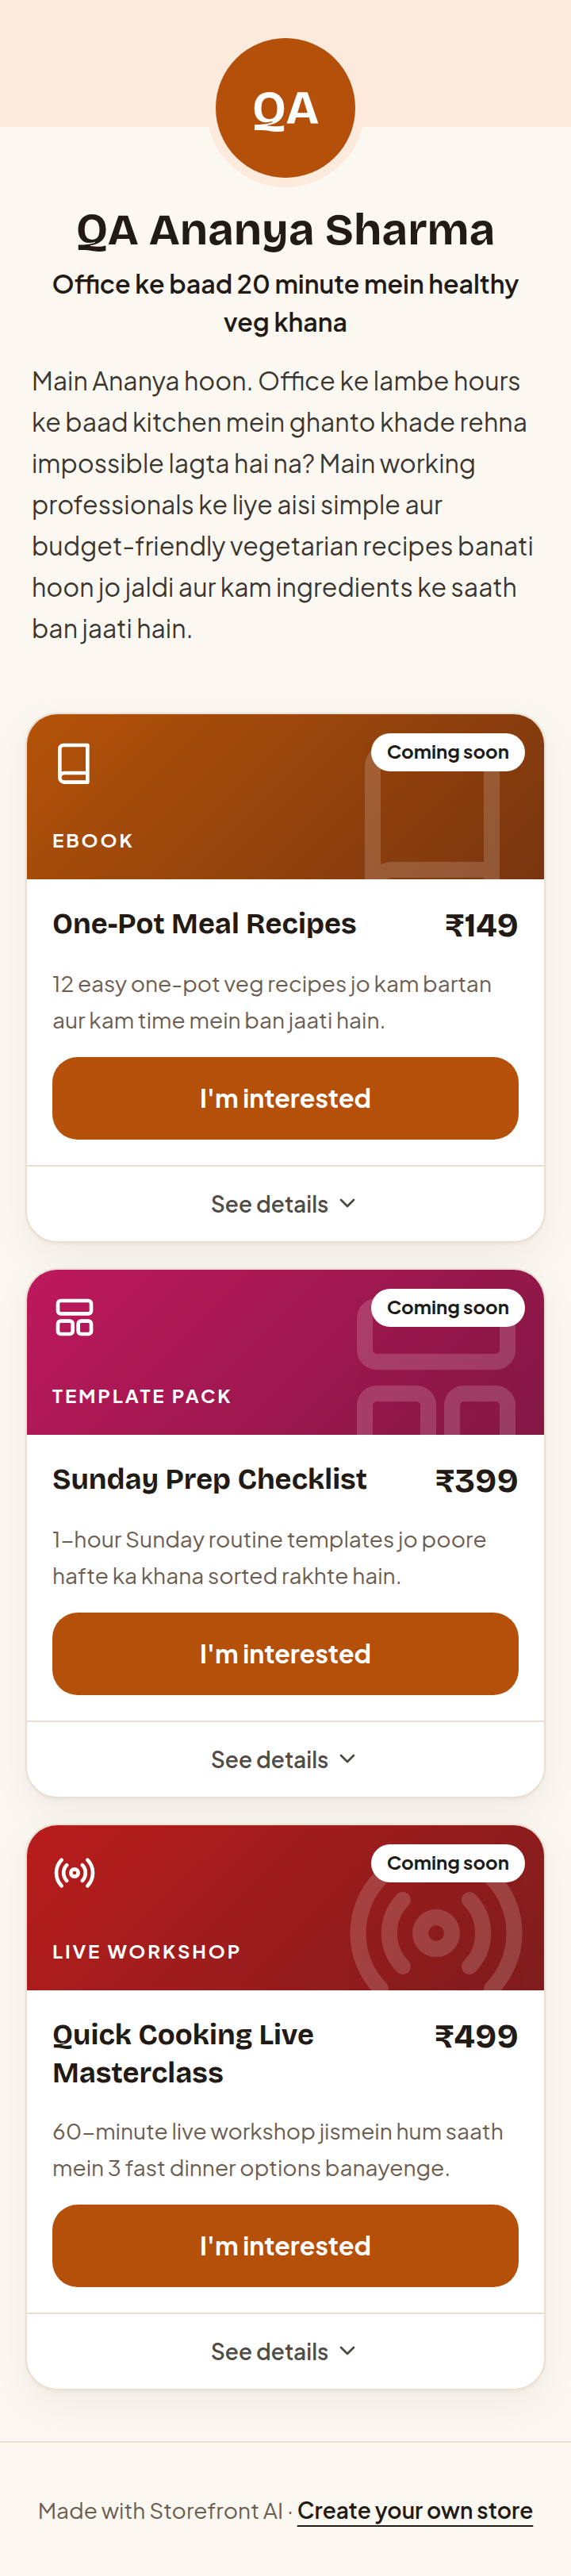 QA
QA Ananya Sharma
Office ke baad 20 minute mein healthy
veg khana
Main Ananya hoon. Office ke lambe hours
ke baad kitchen mein ghanto khade rehna
impossible lagta hai na? Main working
professionals ke liye aisi simple aur
budget-friendly vegetarian recipes banati
hoon jo jaldi aur kam ingredients ke saath
ban jaati hain.
Coming soon
EBOOK
One-Pot Meal Recipes ₹149
12 easy one-pot veg recipes jo kam bartan
aur kam time mein ban jaati hain.
I'm interested
See details
Coming soon
TEMPLATE PACK
Sunday Prep Checklist ₹399
1-hour Sunday routine templates jo poore
hafte ka khana sorted rakhte hain.
I'm interested
See details
Coming soon
LIVE WORKSHOP
Quick Cooking Live ₹499
Masterclass
60-minute live workshop jismein hum saath
mein 3 fast dinner options banayenge.
I'm interested
See details
Made with Storefront AI · Create your own store